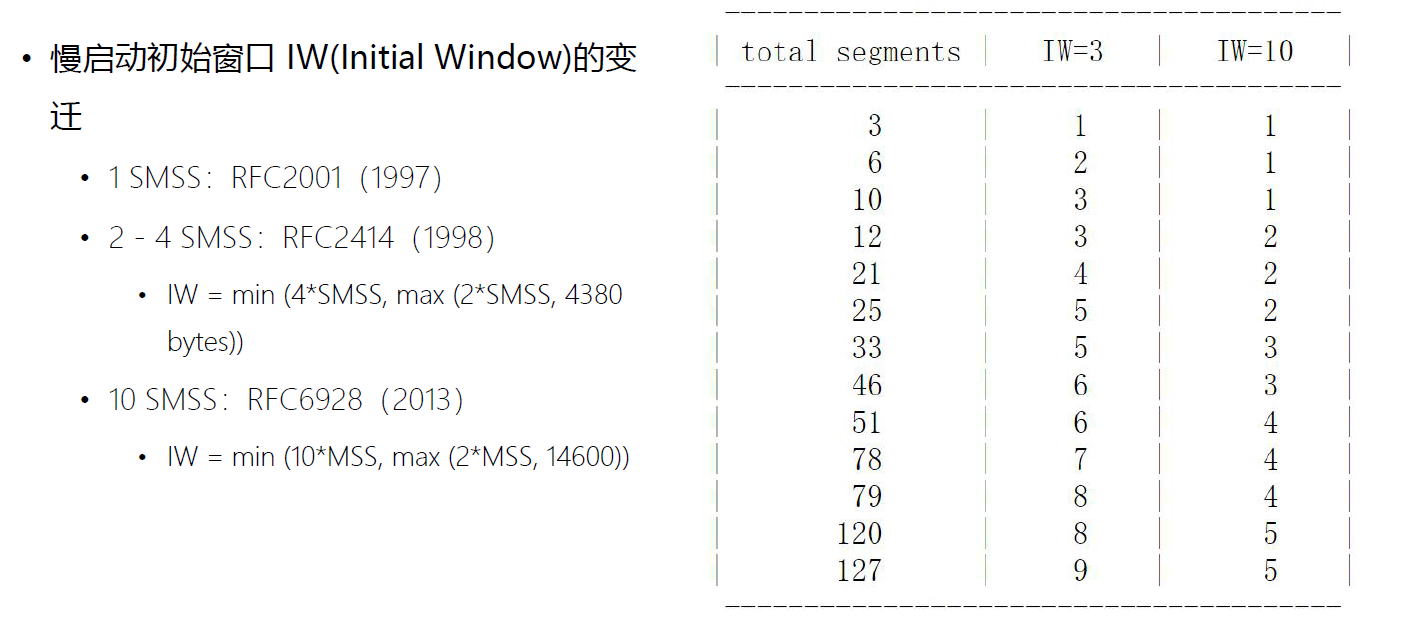 • 慢启动初始窗口 IW(Initial Window)的变
迁
• 1 SMSS：RFC2001（1997）
• 2 - 4 SMSS：RFC2414（1998）
• IW = min (4*SMSS, max (2*SMSS, 4380
bytes))
• 10 SMSS：RFC6928（2013）
• IW = min (10*MSS, max (2*MSS, 14600))
---------------------------------------
| total segments | IW=3 | IW=10 |
---------------------------------------
| 3 | 1 | 1 |
| 6 | 2 | 1 |
| 10 | 3 | 1 |
| 12 | 3 | 2 |
| 21 | 4 | 2 |
| 25 | 5 | 2 |
| 33 | 5 | 3 |
| 46 | 6 | 3 |
| 51 | 6 | 4 |
| 78 | 7 | 4 |
| 79 | 8 | 4 |
| 120 | 8 | 5 |
| 127 | 9 | 5 |
---------------------------------------